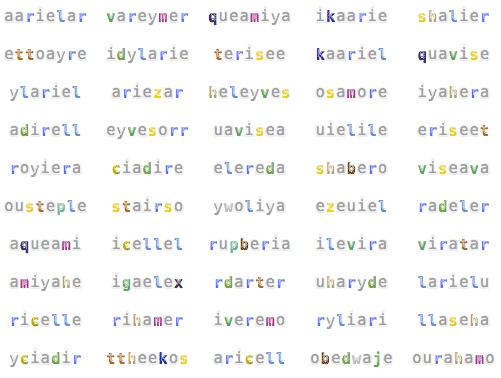 aarielar vareymer queamiya ikaarie shalier
ettoayre idylarie terisee kaariel quavise
ylariel ariezar heleyves osamore iyahera
adirell eyvesorr uavisea uielile eriseet
royiera ciadire elereda shabero viseava
ousteple stairso ywoliya ezeuiel radeler
aqueami icellel rupberia ilevira viratar
amiyahe igaelex rdarter uharyde larielu
ricelle rihamer iveremo ryliari llaseha
yciadir ttheekos aricell obedwaje ourahamo